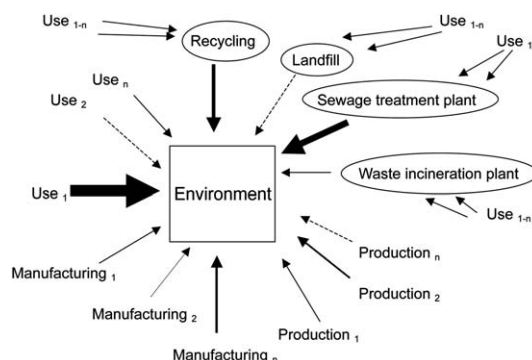 Use 1-n
Recycling
Use 1-n
Landfill
Use 1
Use n
Sewage treatment plant
Use 2
Environment
Waste incineration plant
Use 1
Use 1-n
Manufacturing 1
Production n
Manufacturing 2
Production 2
Production 1
Manufacturing n